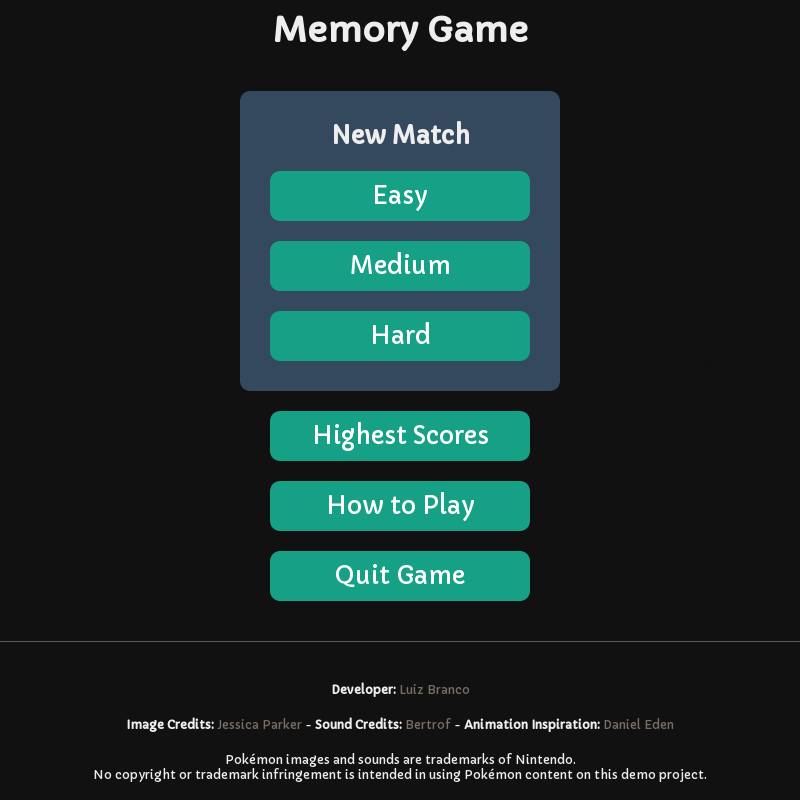 Memory Game
New Match
Easy
Medium
Hard
Highest Scores
How to Play
Quit Game
Developer: Luiz Branco
Image Credits: Jessica Parker - Sound Credits: Bertrof - Animation Inspiration: Daniel Eden
Pokémon images and sounds are trademarks of Nintendo.
No copyright or trademark infringement is intended in using Pokémon content on this demo project.